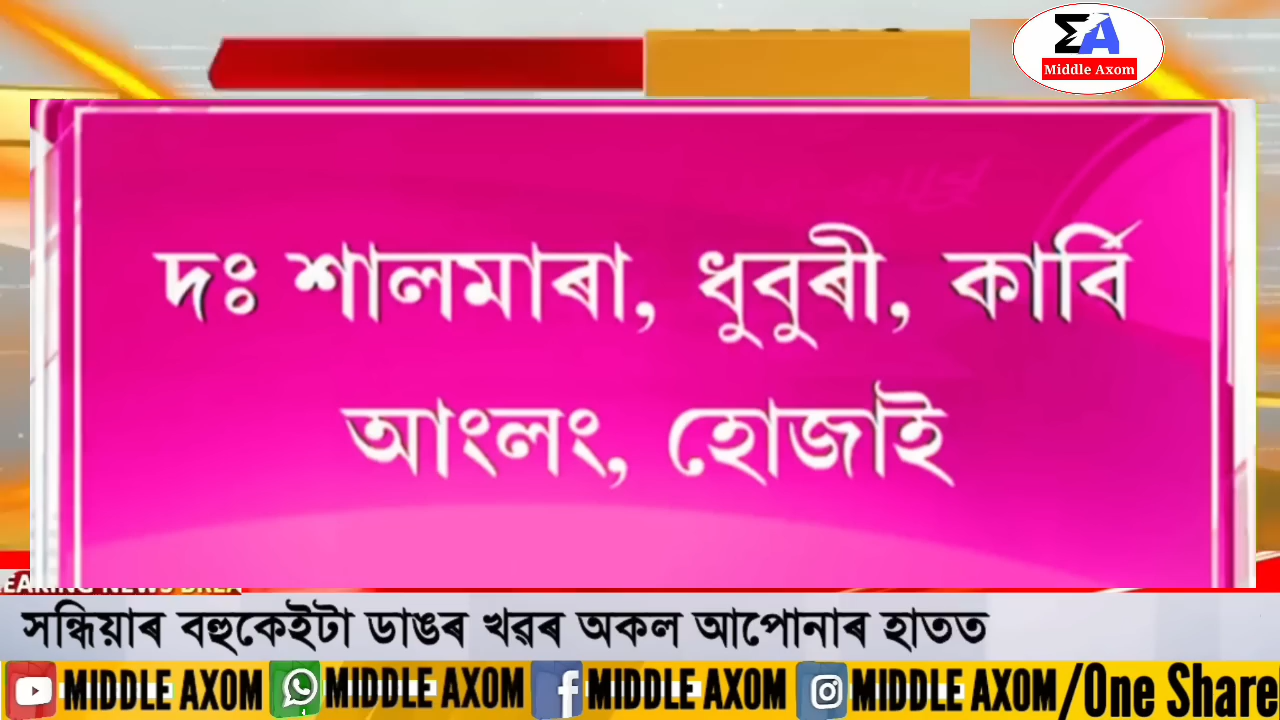 Middle Axom
দঃ শালমাৰা, ধুবুৰী, কাৰ্বি
আংলং, হোজাই
সন্ধিয়াৰ বহুকেইটা ডাঙৰ খৱৰ অকল আপোনাৰ হাতত
MIDDLE AXOM MIDDLE AXOM MIDDLE AXOM MIDDLE AXOM/One Share